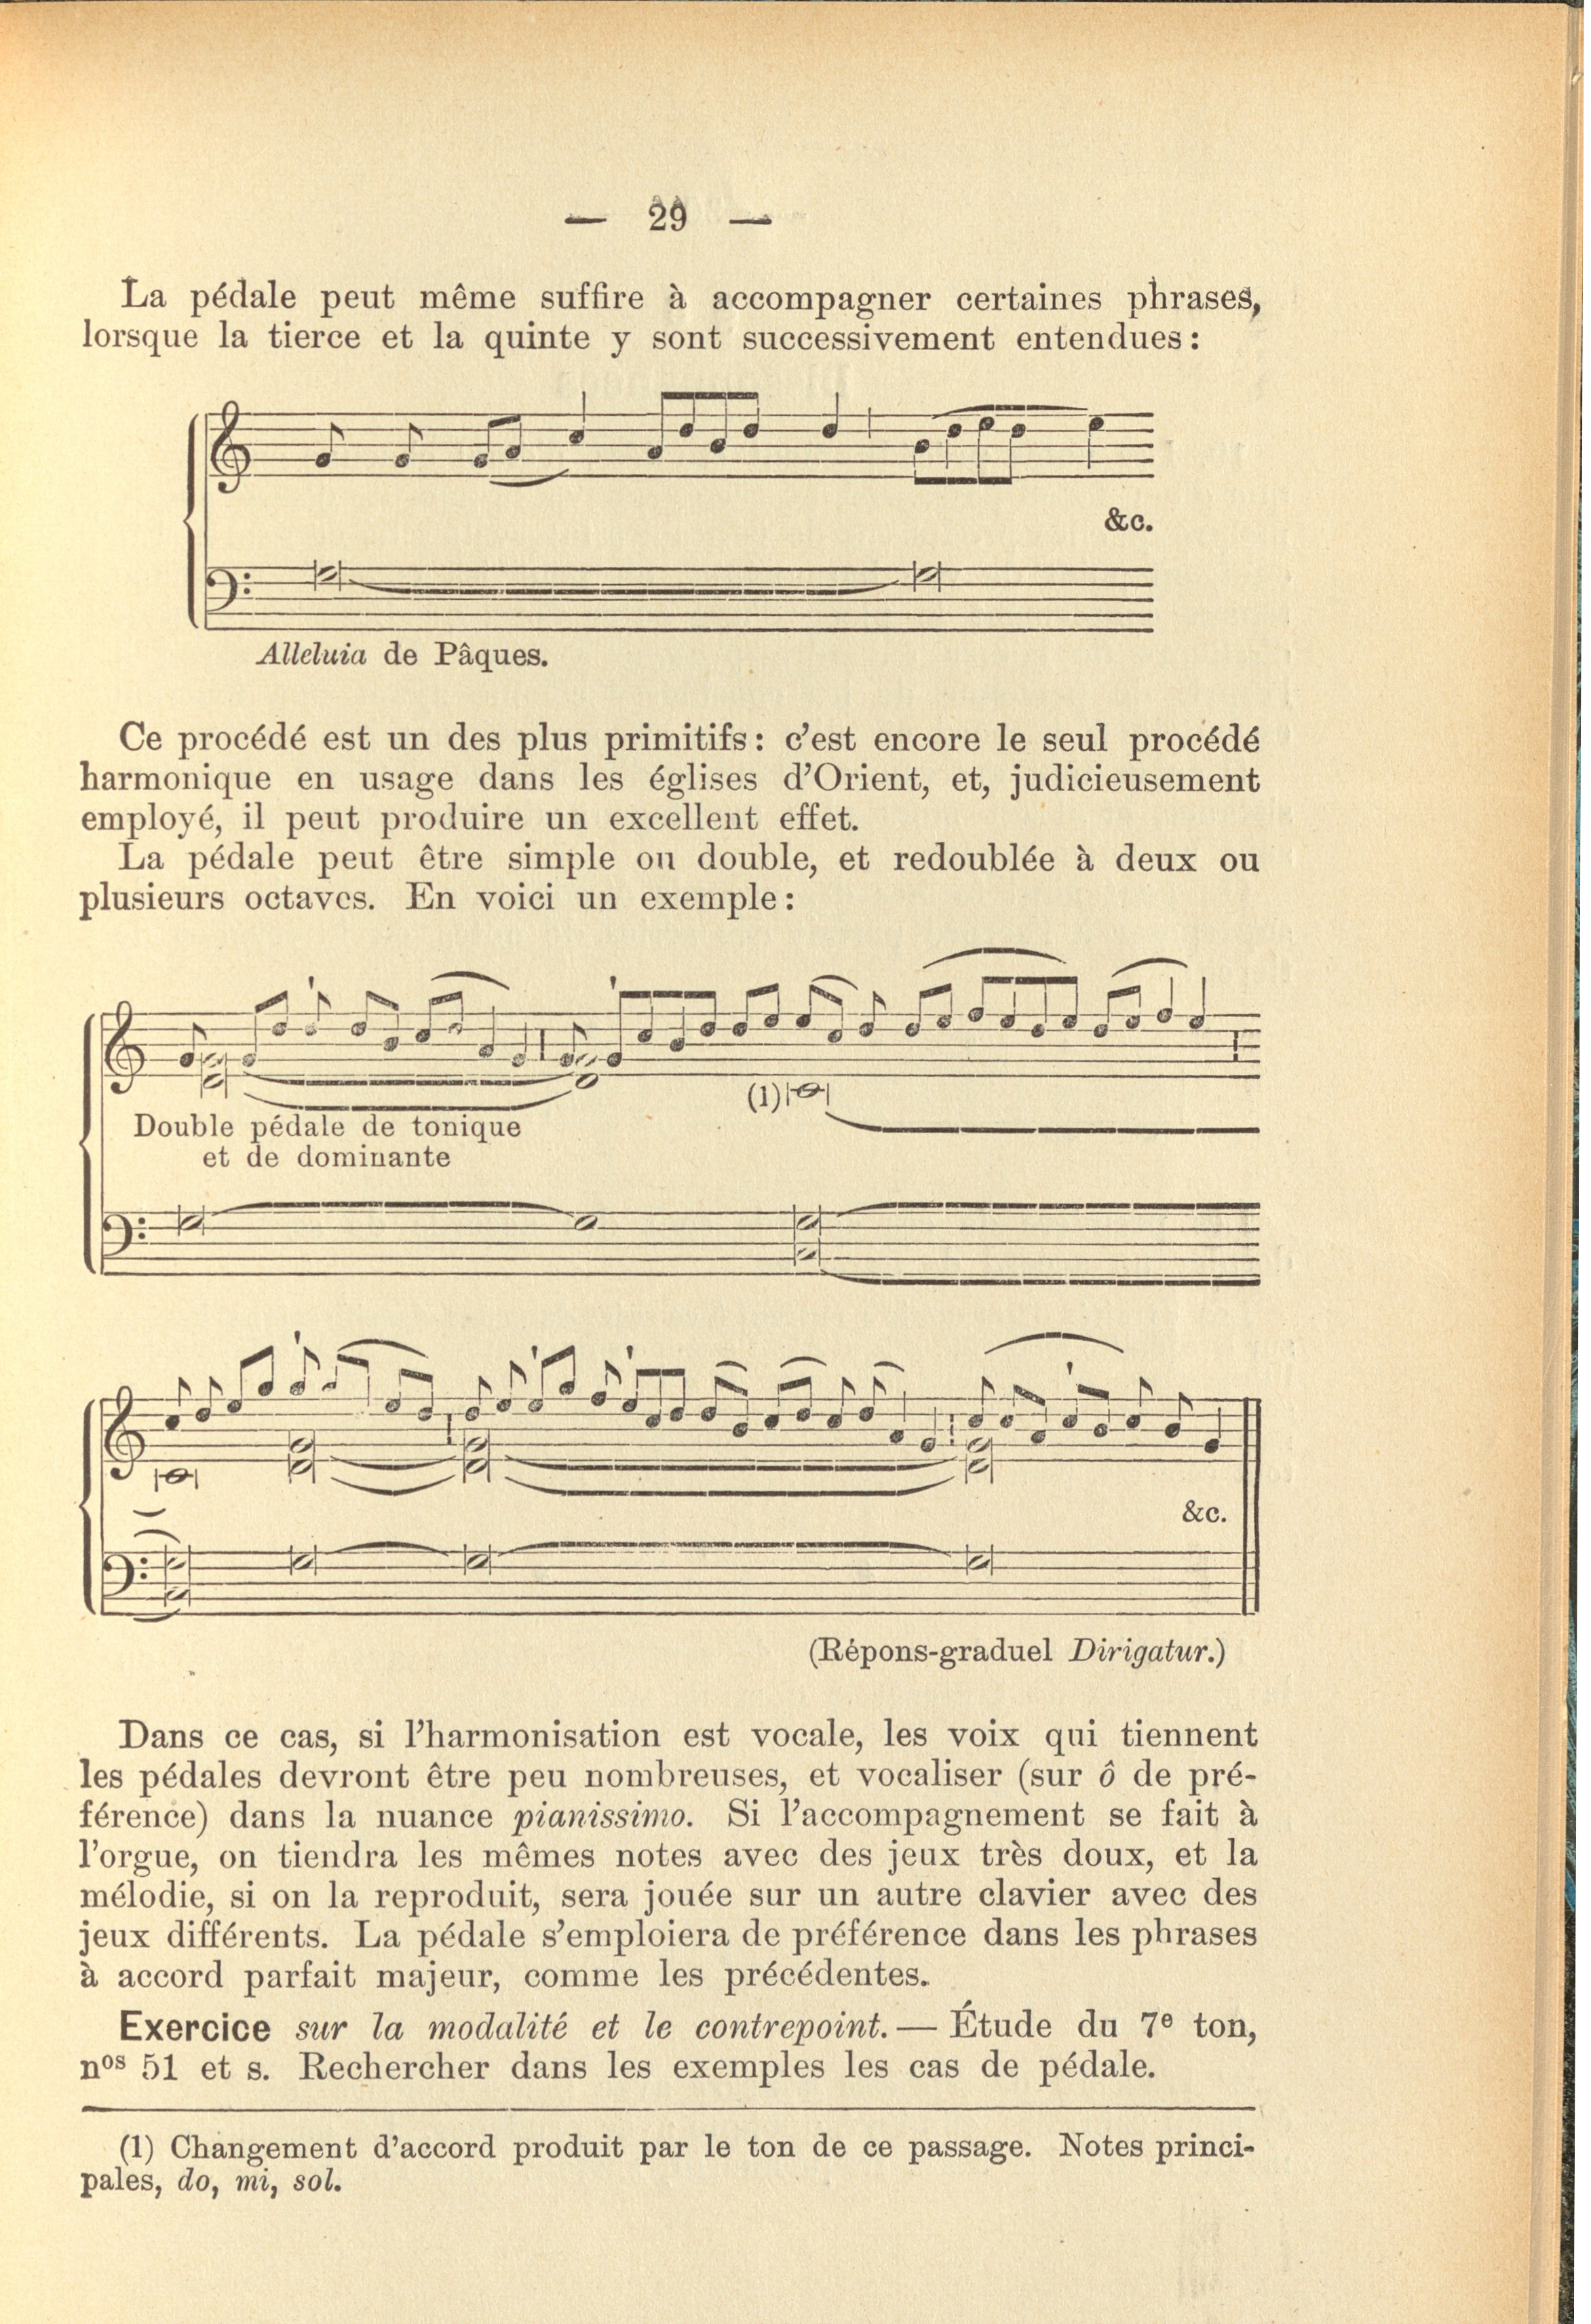 — 29 —
La pédale peut même suffire à accompagner certaines phrases,
lorsque la tierce et la quinte y sont successivement entendues:
&c.
Alleluia de Pâques.
Ce procédé est un des plus primitifs: c'est encore le seul procédé
harmonique en usage dans les églises d'Orient, et, judicieusement
employé, il peut produire un excellent effet.
La pédale peut être simple ou double, et redoublée à deux ou
plusieurs octaves. En voici un exemple:
(1)
Double pédale de tonique
et de dominante
&c.
(Répons-graduel Dirigatur.)
Dans ce cas, si l'harmonisation est vocale, les voix qui tiennent
les pédales devront être peu nombreuses, et vocaliser (sur ô de pré-
férence) dans la nuance pianissimo. Si l'accompagnement se fait à
l'orgue, on tiendra les mêmes notes avec des jeux très doux, et la
mélodie, si on la reproduit, sera jouée sur un autre clavier avec des
jeux différents. La pédale s'emploiera de préférence dans les phrases
à accord parfait majeur, comme les précédentes.
Exercice sur la modalité et le contrepoint. — Étude du 7e ton,
nos 51 et s. Rechercher dans les exemples les cas de pédale.
(1) Changement d'accord produit par le ton de ce passage. Notes princi-
pales, do, mi, sol.